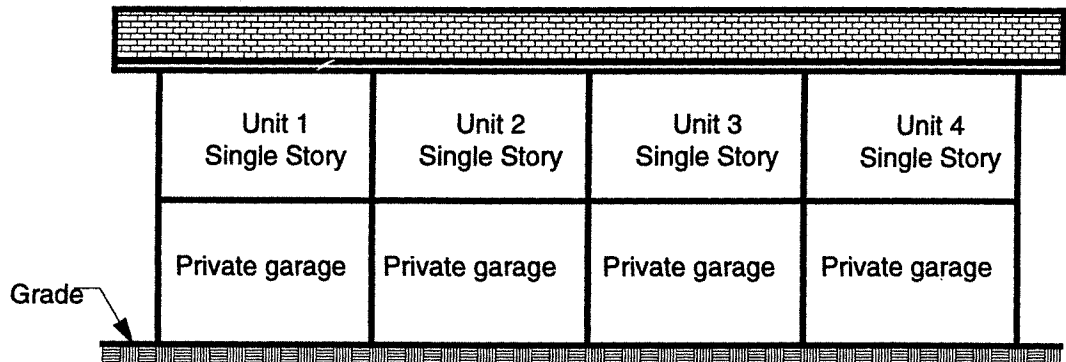 Unit 1
Single Story
Unit 2
Single Story
Unit 3
Single Story
Unit 4
Single Story
Private garage
Private garage
Private garage
Private garage
Grade